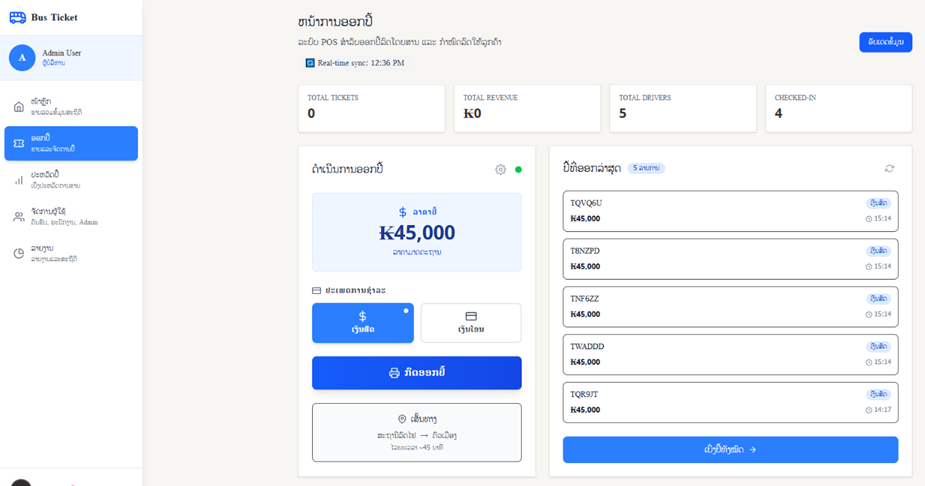 Bus Ticket
A
Admin User
ຜູ້ບໍລິຫານ
ໜ້າຫຼັກ
ພາບລວມຂໍ້ມູນສະຖິຕິ
ອອກປີ້
ຂາຍແລະຈັດການປີ້
ປະຫວັດປີ້
ເບິ່ງປະຫວັດການຂາຍ
ຈັດການຜູ້ໃຊ້
ຄົນຂັບ, ພະນັກງານ, Admin
ລາຍງານ
ລາຍງານແລະສະຖິຕິ
ຫນ້າການອອກປີ້
ລະບົບ POS ສຳລັບອອກປີ້ລົດໂດຍສານ ແລະ ກຳໜົດລົດໃຫ້ລູກຄ້າ
Real-time sync: 12:36 PM
ອັບເດດຂໍ້ມູນ
TOTAL TICKETS
0
TOTAL REVENUE
₭0
TOTAL DRIVERS
5
CHECKED-IN
4
ດຳເນີນການອອກປີ້
ລາຄາປີ້
₭45,000
ລາຄາມາດຕະຖານ
ປະເພດການຊຳລະ
ເງິນສົດ
ເງິນໂອນ
ກົດອອກປີ້
ເສັ້ນທາງ
ສະຖານີລົດໄຟ → ຕົວເມືອງ
ໄລຍະເວລາ ~45 ນາທີ
ປີ້ທີ່ອອກລ່າສຸດ
5 ລາຍການ
TQVQ6U
ເງິນສົດ
₭45,000
15:14
T8NZPD
ເງິນສົດ
₭45,000
15:14
TNF6ZZ
ເງິນສົດ
₭45,000
15:14
TWADDD
ເງິນສົດ
₭45,000
15:14
TQR9JT
ເງິນສົດ
₭45,000
14:17
ເບິ່ງປີ້ທັງໝົດ →